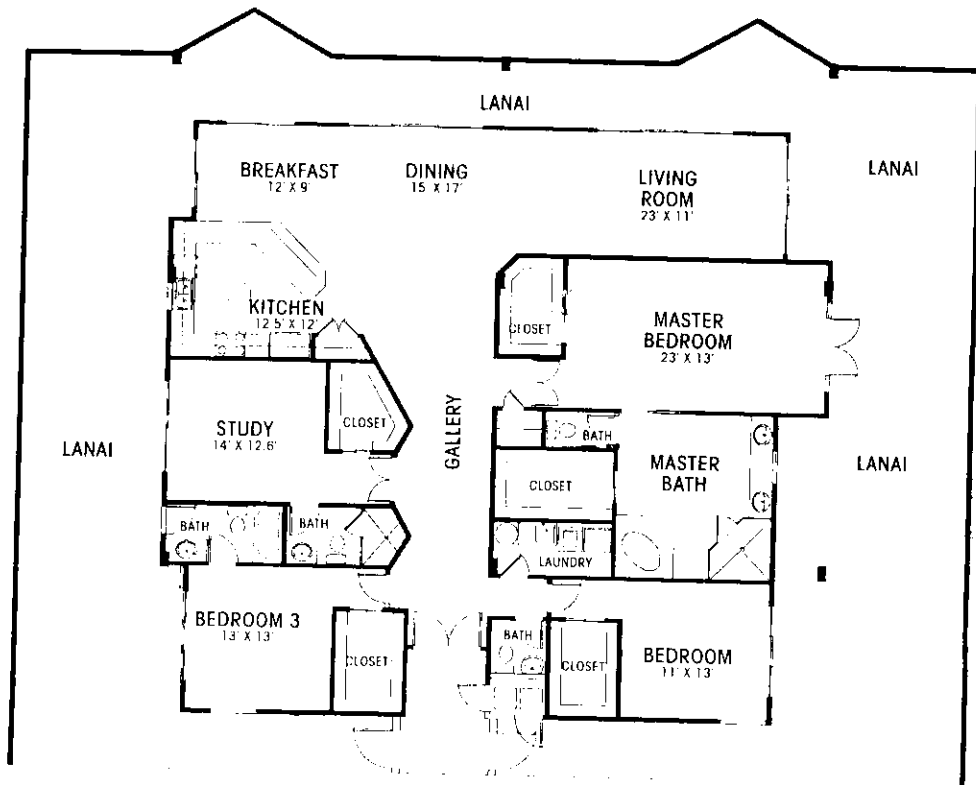 LANAI
BREAKFAST
12' X 9'
DINING
15' X 17'
LIVING
ROOM
23' X 11'
LANAI
KITCHEN
12.5' X 12'
CLOSET
MASTER
BEDROOM
23' X 13'
STUDY
14' X 12.6'
CLOSET
GALLERY
BATH
MASTER
BATH
LANAI
LANAI
CLOSET
BATH
BATH
LAUNDRY
BEDROOM 3
13' X 13'
CLOSET
BATH
CLOSET
BEDROOM
11' X 13'